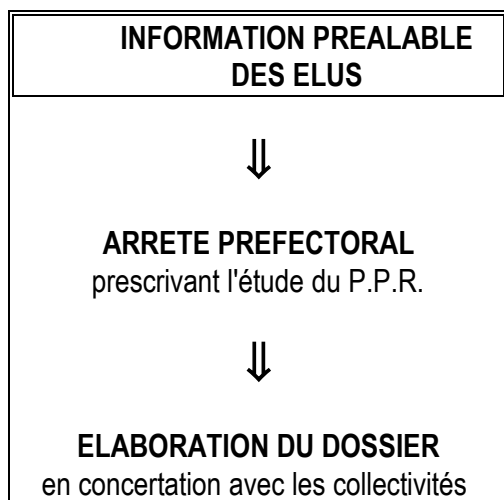 INFORMATION PREALABLE
DES ELUS
⇓
ARRETE PREFECTORAL
prescrivant l'étude du P.P.R.
⇓
ELABORATION DU DOSSIER
en concertation avec les collectivités